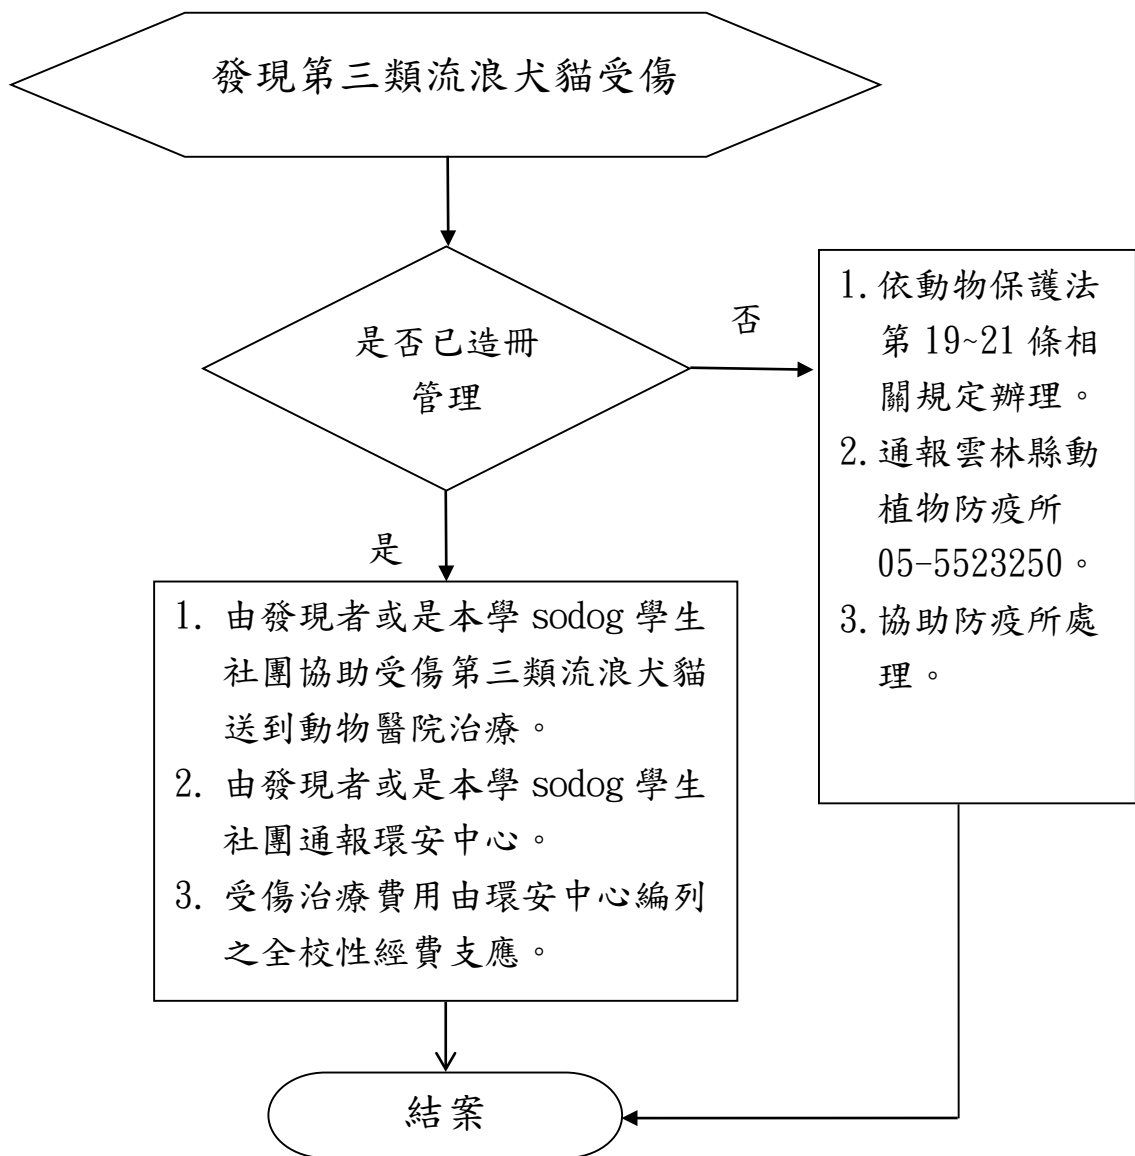 發現第三類流浪犬貓受傷
是否已造冊
管理
否
1. 依動物保護法
第 19~21 條相
關規定辦理。
2. 通報雲林縣動
植物防疫所
05-5523250。
3. 協助防疫所處
理。
是
1. 由發現者或是本學 sodog 學生
社團協助受傷第三類流浪犬貓
送到動物醫院治療。
2. 由發現者或是本學 sodog 學生
社團通報環安中心。
3. 受傷治療費用由環安中心編列
之全校性經費支應。
結案